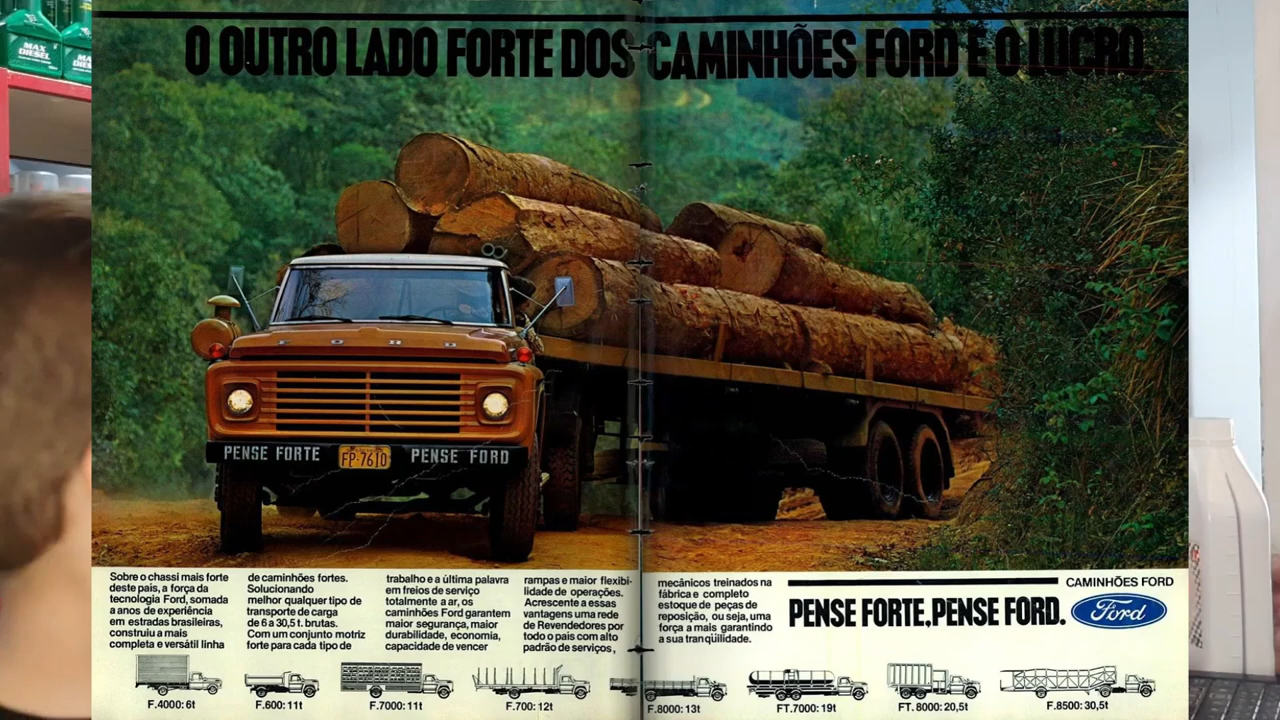 MAX
DIESEL
MAX
DIESEL
O OUTRO LADO FORTE DOS CAMINHÕES FORD É O LUCRO.
FORD
PENSE FORTE
FP-7610
PENSE FORD
Sobre o chassi mais forte
deste país, a força da
tecnologia Ford, somada
a anos de experiência
em estradas brasileiras,
construiu a mais
completa e versátil linha
de caminhões fortes.
Solucionando
melhor qualquer tipo de
transporte de carga
de 6 a 30,5 t. brutas.
Com um conjunto motriz
forte para cada tipo de
trabalho e a última palavra
em freios de serviço
totalmente a ar, os
caminhões Ford garantem
maior segurança, maior
durabilidade, economia,
capacidade de vencer
rampas e maior flexibi-
lidade de operações.
Acrescente a essas
vantagens uma rede
de Revendedores por
todo o país com alto
padrão de serviços,
mecânicos treinados na
fábrica e completo
estoque de peças de
reposição, ou seja, uma
força a mais garantindo
a sua tranqüilidade.
CAMINHÕES FORD
PENSE FORTE, PENSE FORD.
Ford
F.4000: 6t
F.600: 11t
F.7000: 11t
F.700: 12t
F.8000: 13t
FT.7000: 19t
FT. 8000: 20,5t
F.8500: 30,5t